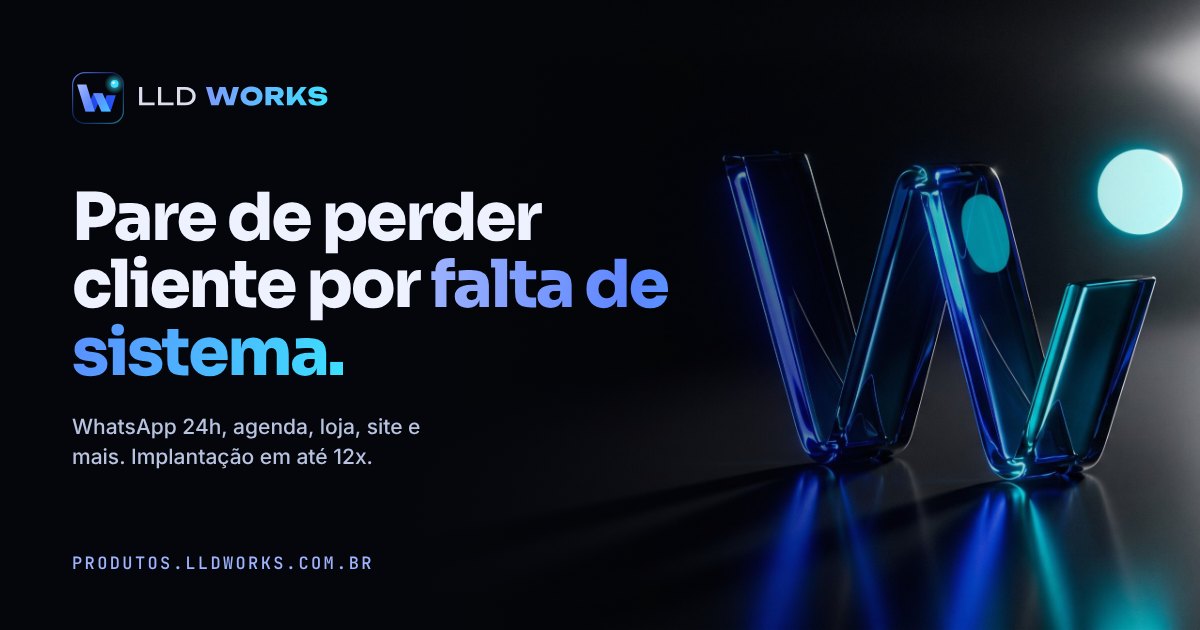 LLD WORKS
Pare de perder
cliente por falta de
sistema.
WhatsApp 24h, agenda, loja, site e
mais. Implantação em até 12x.
PRODUTOS.LLDWORKS.COM.BR